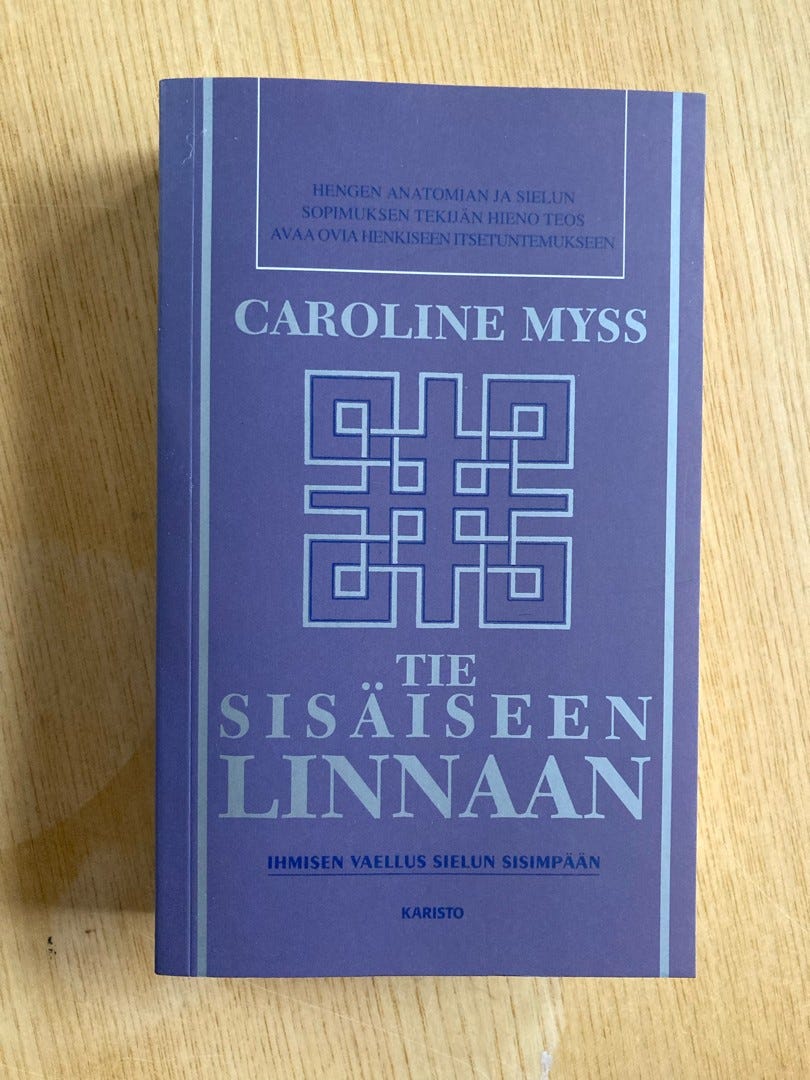 HENGEN ANATOMIAN JA SIELUN
SOPIMUKSEN TEKIJÄN HIENO TEOS
AVAA OVIA HENKISEEN ITSETUNTEMUKSEEN
CAROLINE MYSS
TIE
SISÄISEEN
LINNAAN
IHMISEN VAELLUS SIELUN SISIMPÄÄN
KARISTO